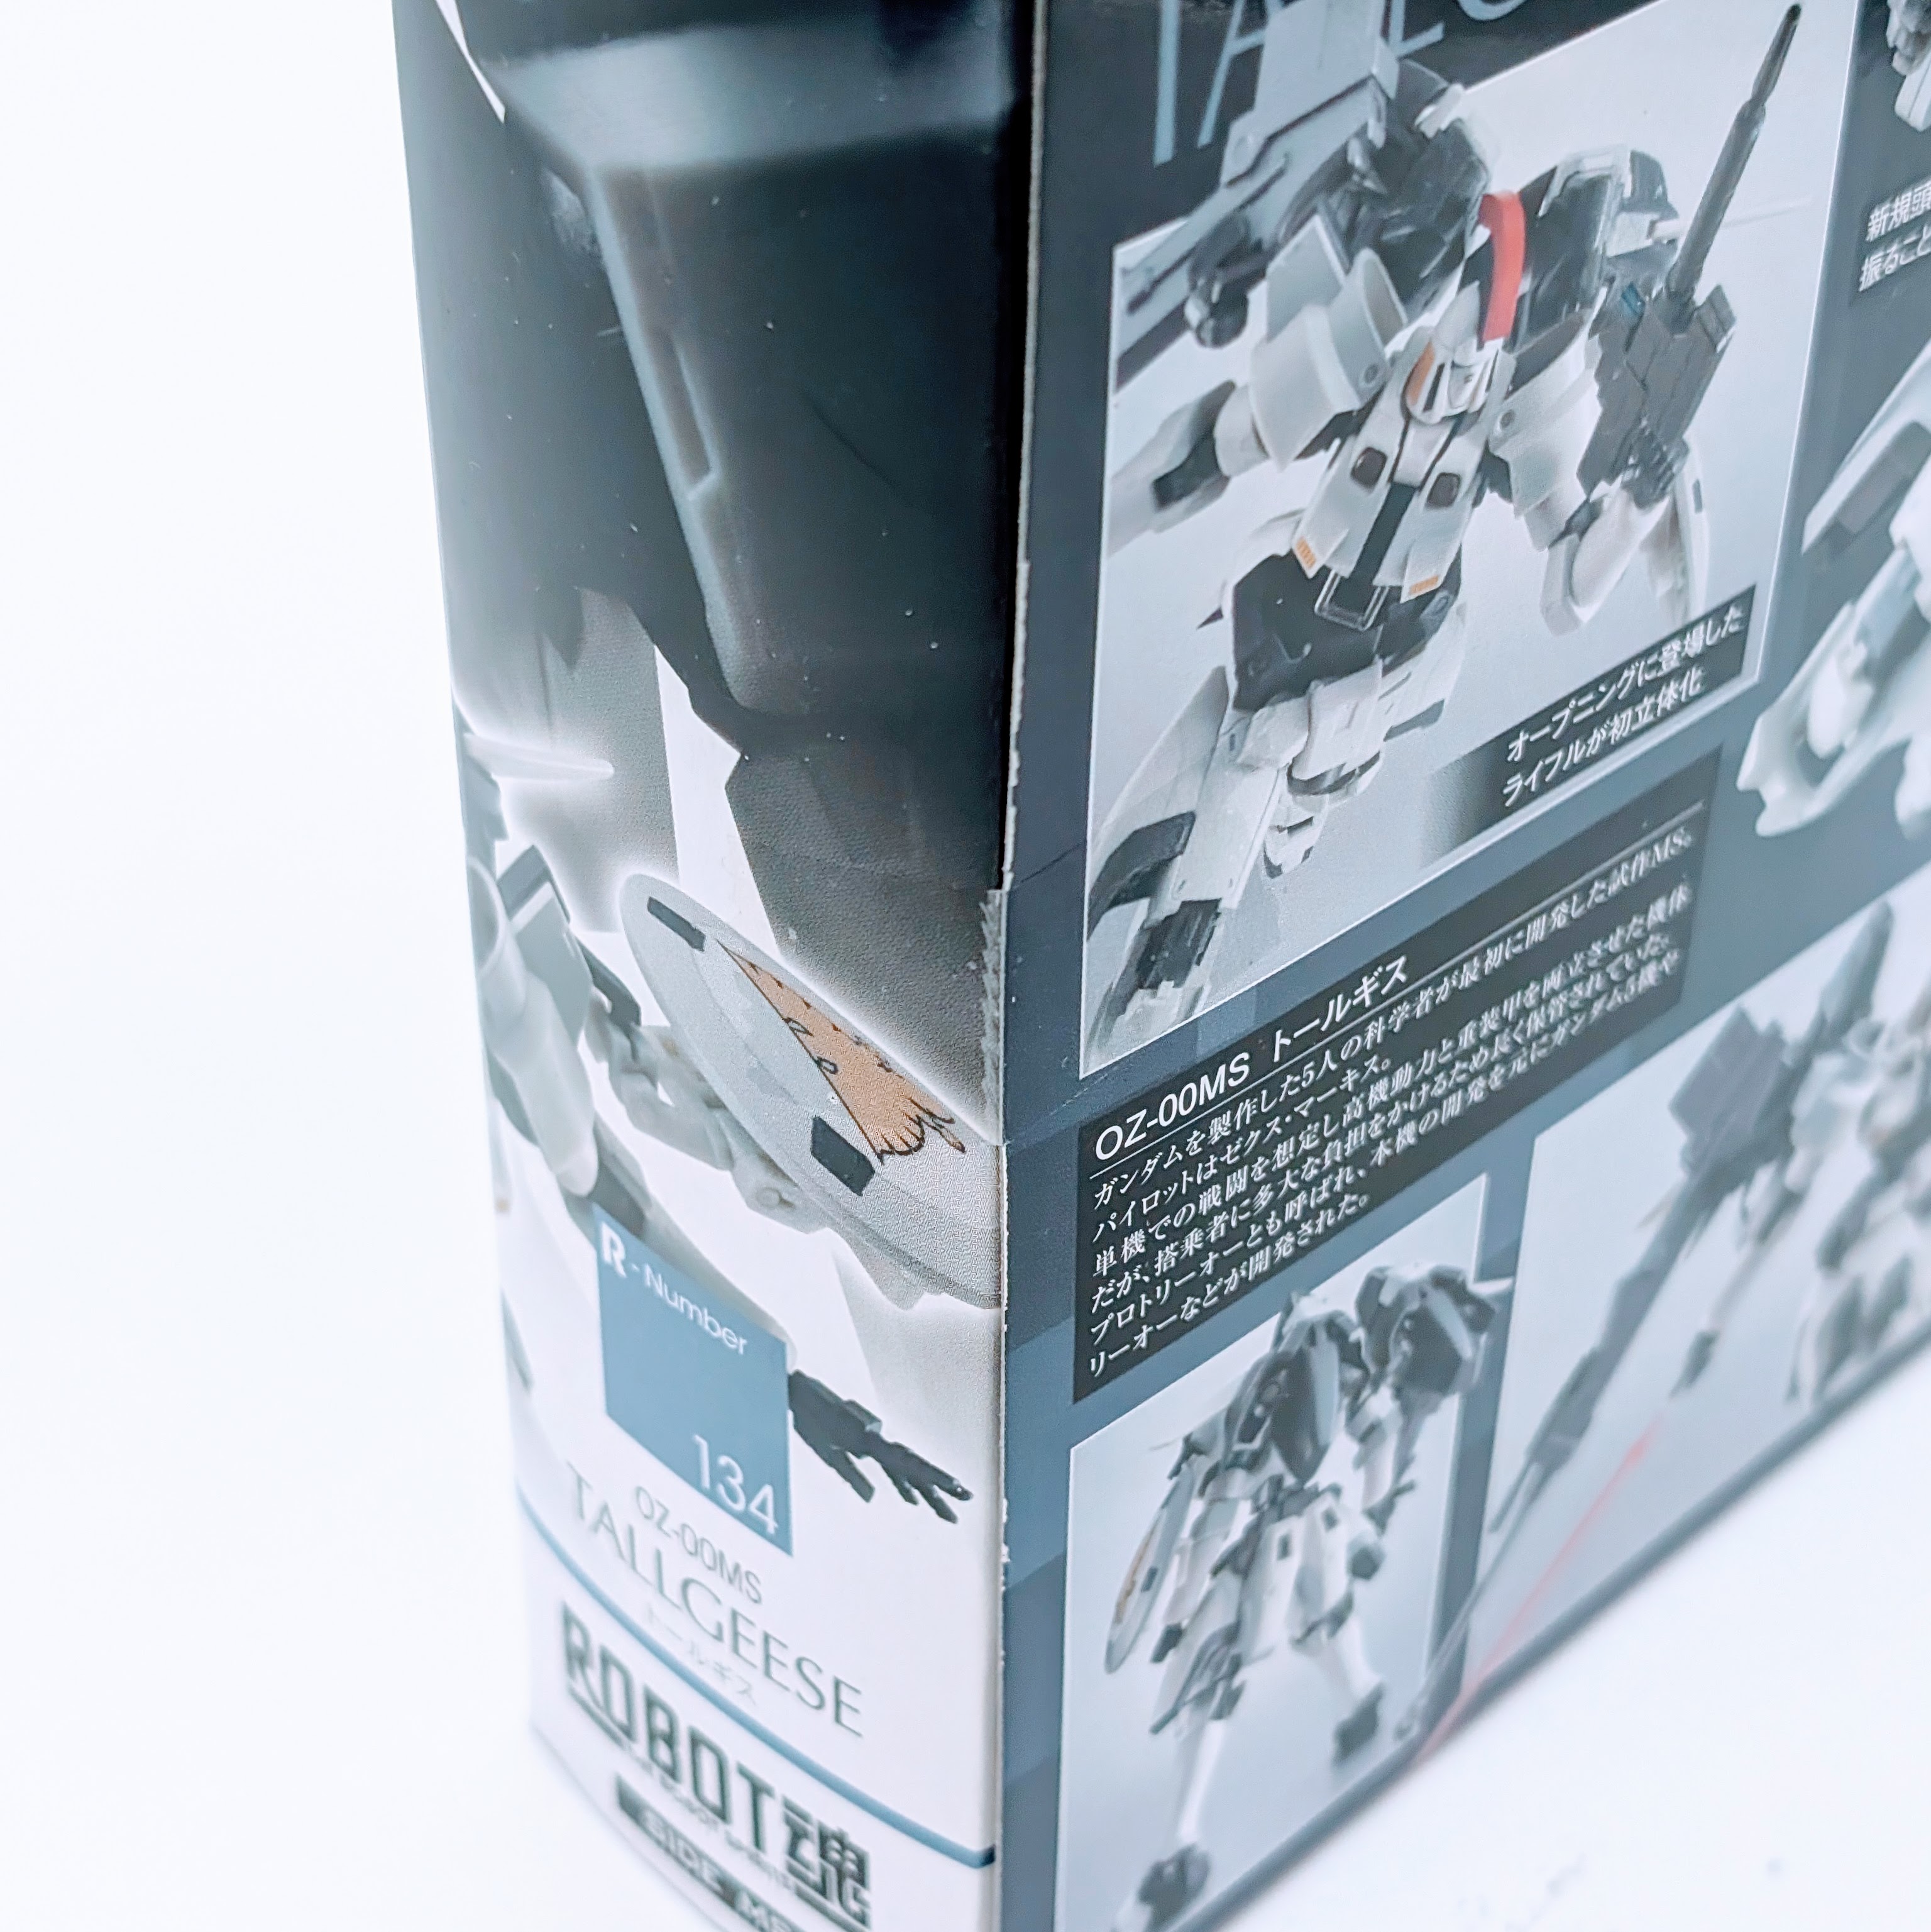 R-Number
134
OZ-00MS
TALLGEESE
トールギス
ROBOT魂
SIDE MS
新規頭
振ること
オープニングに登場した
ライフルが初立体化
OZ-00MS トールギス
ガンダムを製作した5人の科学者が最初に開発した試作MS。
パイロットはゼクス・マーキス。
単機での戦闘を想定し高機動力と重装甲を両立させた機体
だが、搭乗者に多大な負担をかけるため長く保管されていた。
プロトリーオーとも呼ばれ、本機の開発を元にガンダム5機や
リーオーなどが開発された。